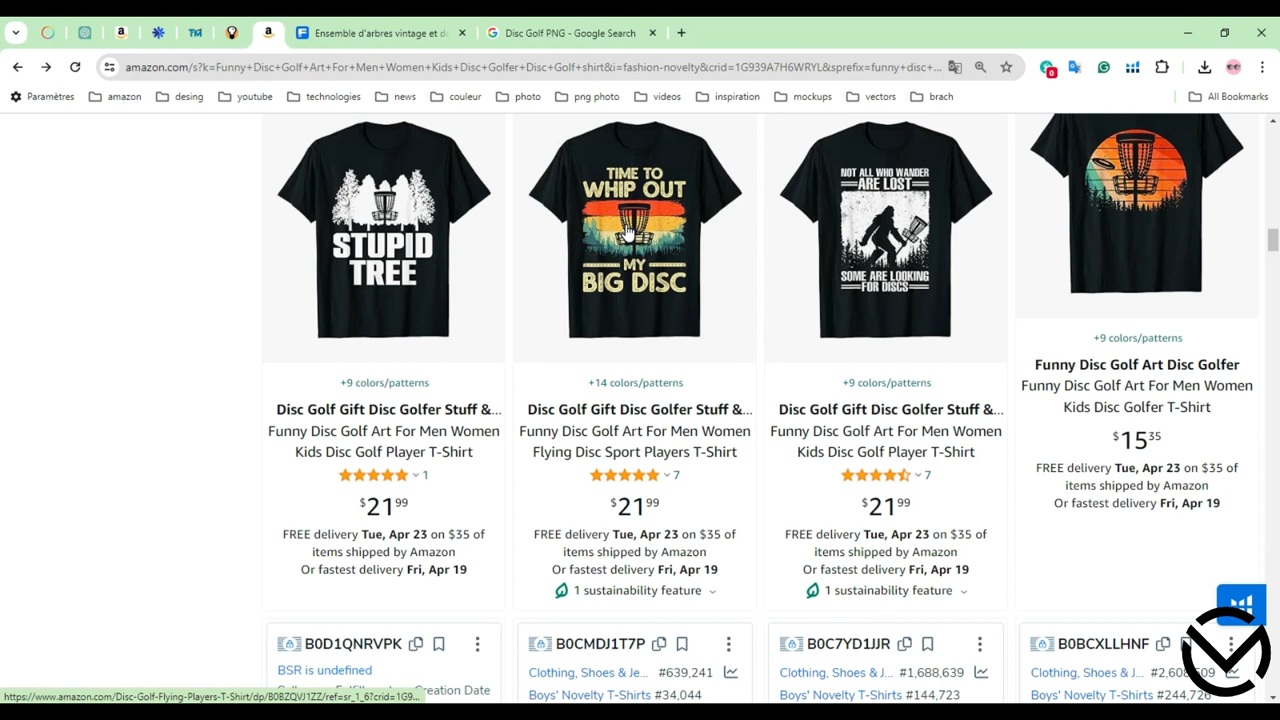 Ensemble d'arbres vintage et d
Disc Golf PNG - Google Search
amazon.com/s?k=Funny+Disc+Golf+Art+For+Men+Women+Kids+Disc+Golfer+Disc+Golf+shirt&i=fashion-novelty&crid=1G939A7H6WRYL&sprefix=funny+disc+...
Paramètres
amazon
desing
youtube
technologies
news
couleur
photo
png photo
videos
inspiration
mockups
vectors
brach
All Bookmarks
STUPID
TREE
TIME TO
WHIP OUT
MY
BIG DISC
NOT ALL WHO WANDER
ARE LOST
SOME ARE LOOKING
FOR DISCS
+9 colors/patterns
Disc Golf Gift Disc Golfer Stuff &...
Funny Disc Golf Art For Men Women
Kids Disc Golf Player T-Shirt
1
$21 99
FREE delivery Tue, Apr 23 on $35 of
items shipped by Amazon
Or fastest delivery Fri, Apr 19
+14 colors/patterns
Disc Golf Gift Disc Golfer Stuff &...
Funny Disc Golf Art For Men Women
Flying Disc Sport Players T-Shirt
7
$21 99
FREE delivery Tue, Apr 23 on $35 of
items shipped by Amazon
Or fastest delivery Fri, Apr 19
1 sustainability feature
+9 colors/patterns
Disc Golf Gift Disc Golfer Stuff &...
Funny Disc Golf Art For Men Women
Kids Disc Golf Player T-Shirt
7
$21 99
FREE delivery Tue, Apr 23 on $35 of
items shipped by Amazon
Or fastest delivery Fri, Apr 19
1 sustainability feature
+9 colors/patterns
Funny Disc Golf Art Disc Golfer
Funny Disc Golf Art For Men Women
Kids Disc Golfer T-Shirt
$15 35
FREE delivery Tue, Apr 23 on $35 of
items shipped by Amazon
Or fastest delivery Fri, Apr 19
B0D1QNRVPK
BSR is undefined
Creation Date
B0CMDJ1T7P
Clothing, Shoes & Je... #639,241
Boys' Novelty T-Shirts #34,044
B0C7YD1JJR
Clothing, Shoes & J... #1,688,639
Boys' Novelty T-Shirts #144,723
B0BCXLLHNF
Clothing, Shoes & J...
Boys' Novelty T-Shirts
https://www.amazon.com/Disc-Golf-Flying-Players-T-Shirt/dp/B0BZQVJ1ZZ/ref=sr_1_6?crid=1G9...